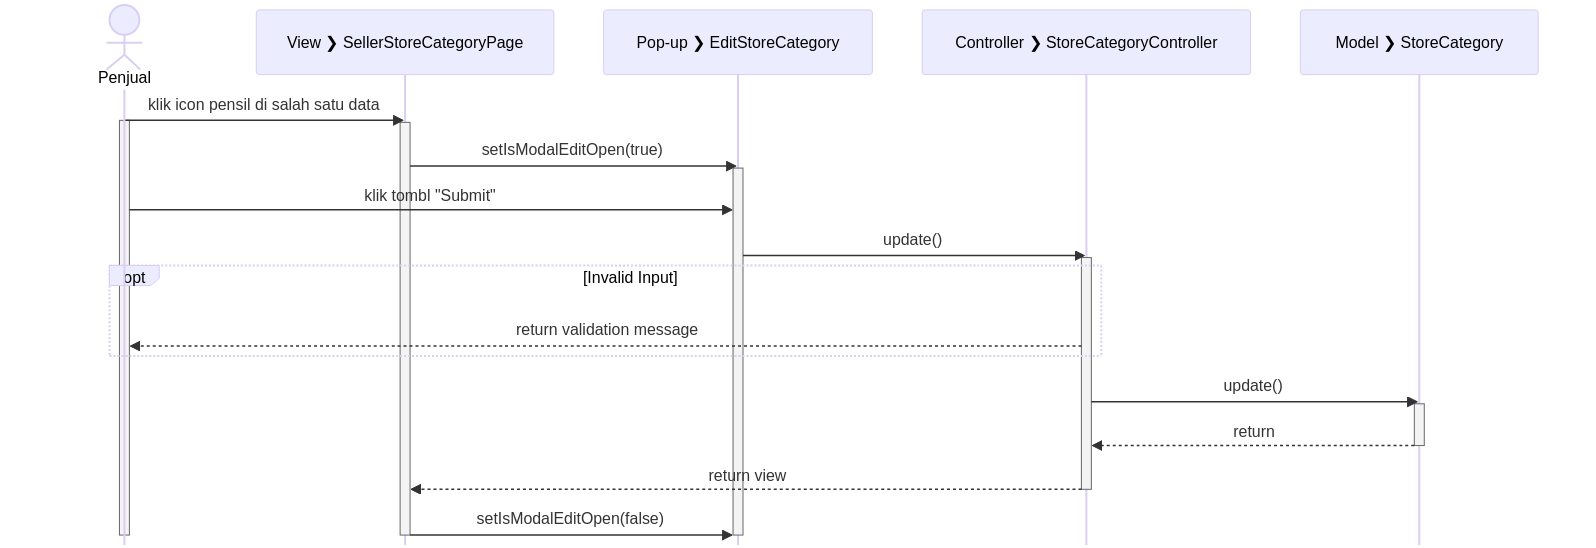 Penjual
View ❯ SellerStoreCategoryPage
Pop-up ❯ EditStoreCategory
Controller ❯ StoreCategoryController
Model ❯ StoreCategory
klik icon pensil di salah satu data
setIsModalEditOpen(true)
klik tombl "Submit"
update()
opt
[Invalid Input]
return validation message
update()
return
return view
setIsModalEditOpen(false)